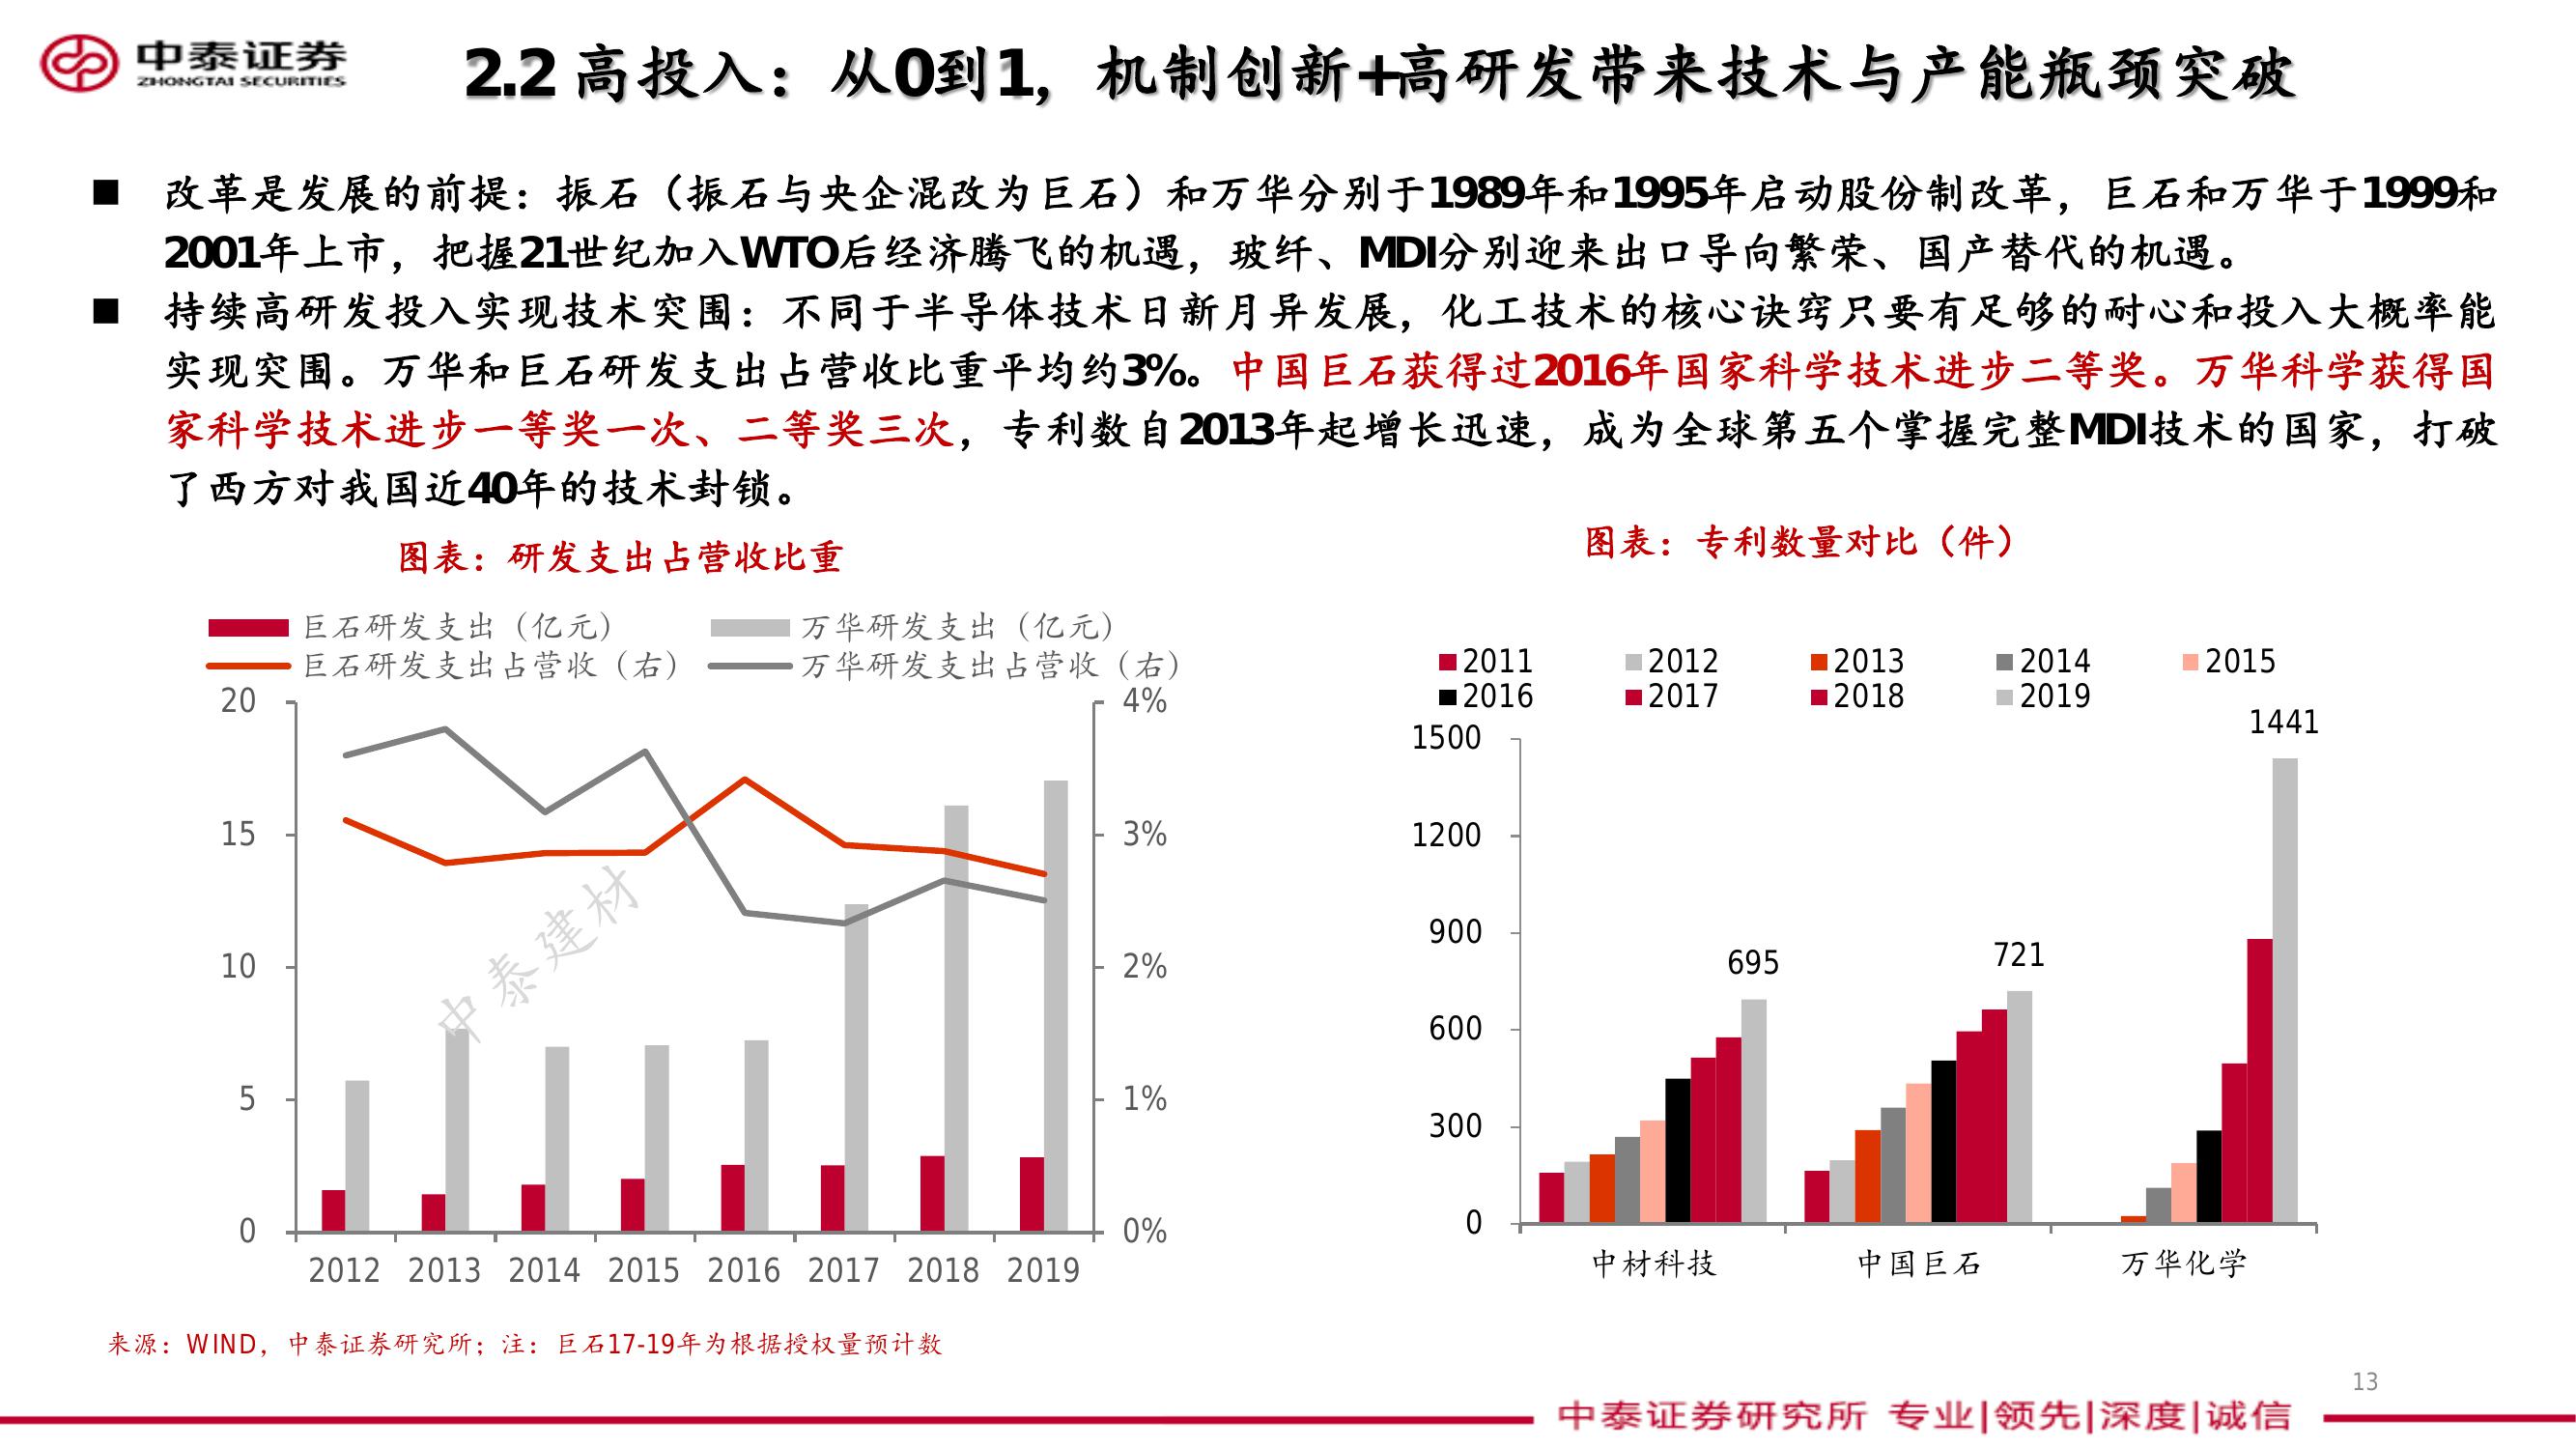 中泰证券
ZHONGTAI SECURITIES
2.2 高投入：从0到1，机制创新+高研发带来技术与产能瓶颈突破
■ 改革是发展的前提：振石（振石与央企混改为巨石）和万华分别于1989年和1995年启动股份制改革，巨石和万华于1999和
2001年上市，把握21世纪加入WTO后经济腾飞的机遇，玻纤、MDI分别迎来出口导向繁荣、国产替代的机遇。
■ 持续高研发投入实现技术突围：不同于半导体技术日新月异发展，化工技术的核心诀窍只要有足够的耐心和投入大概率能
实现突围。万华和巨石研发支出占营收比重平均约3%。中国巨石获得过2016年国家科学技术进步二等奖。万华科学获得国
家科学技术进步一等奖一次、二等奖三次，专利数自2013年起增长迅速，成为全球第五个掌握完整MDI技术的国家，打破
了西方对我国近40年的技术封锁。
图表：研发支出占营收比重
巨石研发支出（亿元） 万华研发支出（亿元）
巨石研发支出占营收（右） 万华研发支出占营收（右）
20 4%
15 3%
10 2%
5 1%
0 0%
2012 2013 2014 2015 2016 2017 2018 2019
中泰建材
图表：专利数量对比（件）
2011 2012 2013 2014 2015
2016 2017 2018 2019
1500
1200
900
600
300
0
695
721
1441
中材科技 中国巨石 万华化学
来源：WIND，中泰证券研究所；注：巨石17-19年为根据授权量预计数
13
中泰证券研究所 专业|领先|深度|诚信